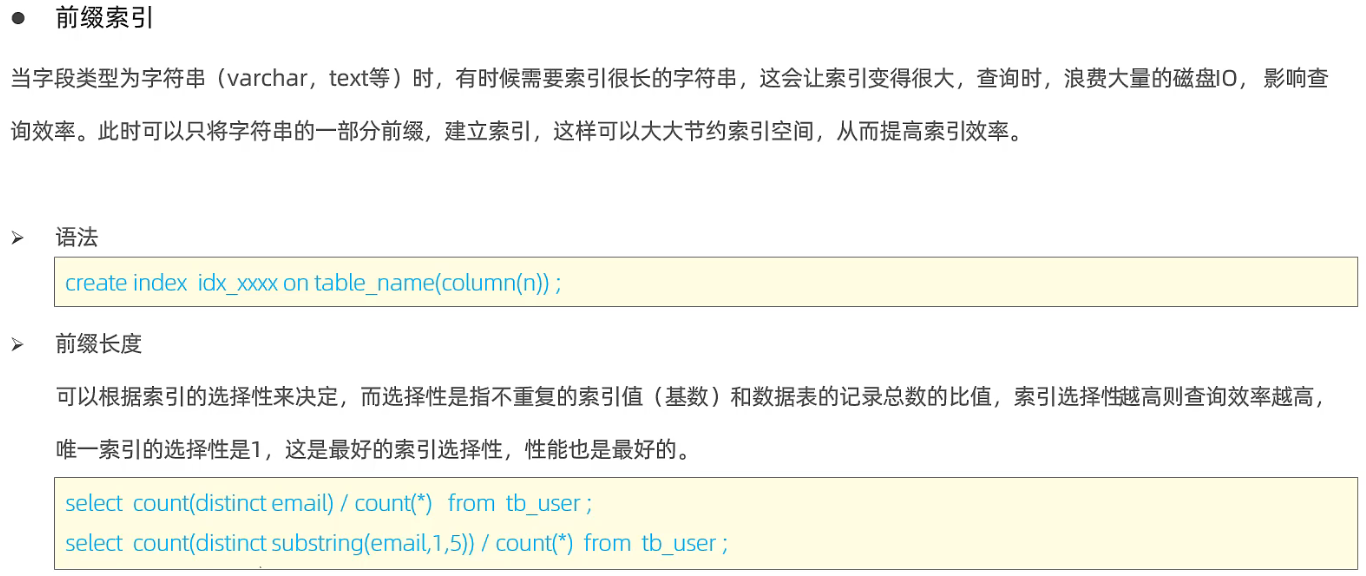 ● 前缀索引
当字段类型为字符串（varchar，text等）时，有时候需要索引很长的字符串，这会让索引变得很大，查询时，浪费大量的磁盘IO， 影响查
询效率。此时可以只将字符串的一部分前缀，建立索引，这样可以大大节约索引空间，从而提高索引效率。
➢ 语法
create index idx_xxxx on table_name(column(n)) ;
➢ 前缀长度
可以根据索引的选择性来决定，而选择性是指不重复的索引值（基数）和数据表的记录总数的比值，索引选择性越高则查询效率越高，
唯一索引的选择性是1，这是最好的索引选择性，性能也是最好的。
select count(distinct email) / count(*) from tb_user ;
select count(distinct substring(email,1,5)) / count(*) from tb_user ;